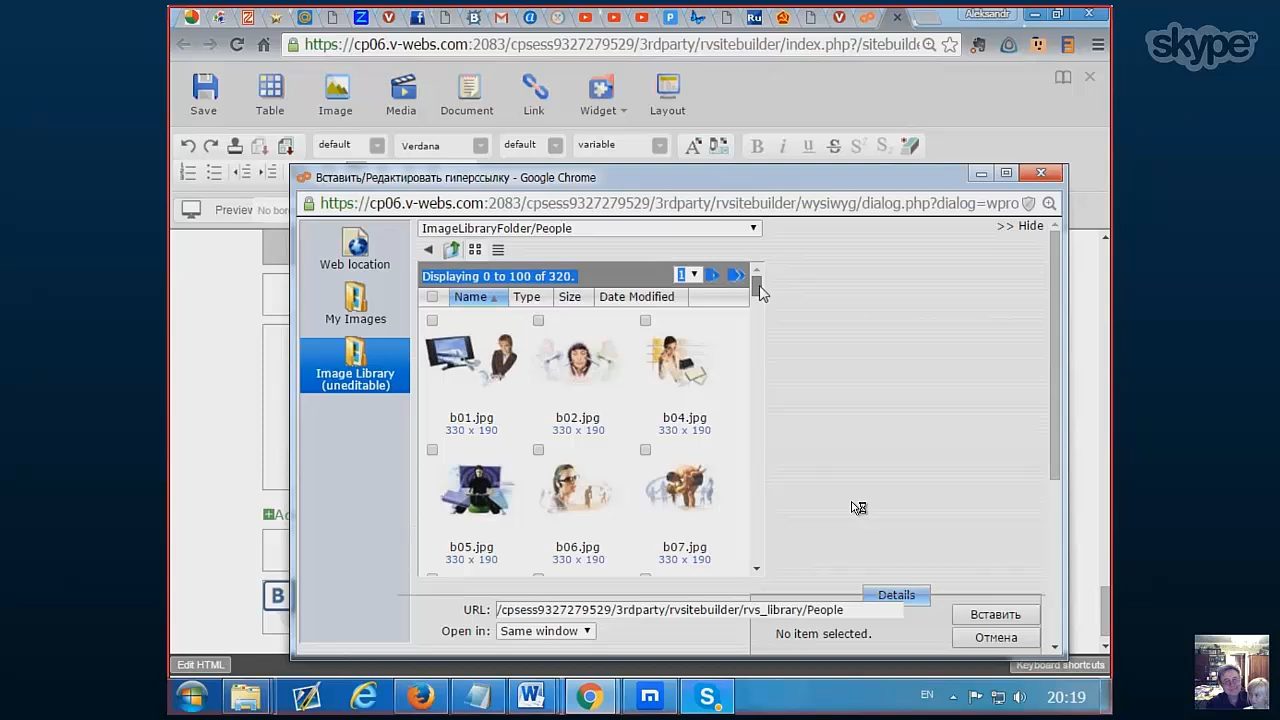 Aleksandr
skype™
https://cp06.v-webs.com:2083/cpsess9327279529/3rdparty/rvsitebuilder/index.php?/sitebuilde
Save
Table
Image
Media
Document
Link
Widget
Layout
default
Verdana
default
variable
Вставить/Редактировать гиперссылку - Google Chrome
https://cp06.v-webs.com:2083/cpsess9327279529/3rdparty/rvsitebuilder/wysiwyg/dialog.php?dialog=wpro
Preview No bor
ImageLibraryFolder/People
>> Hide
Web location
My Images
Image Library
(uneditable)
Displaying 0 to 100 of 320.
1
Name
Type
Size
Date Modified
b01.jpg
330 x 190
b02.jpg
330 x 190
b04.jpg
330 x 190
b05.jpg
330 x 190
b06.jpg
330 x 190
b07.jpg
330 x 190
Details
URL: /cpsess9327279529/3rdparty/rvsitebuilder/rvs_library/People
Вставить
Open in: Same window
No item selected.
Отмена
Edit HTML
Keyboard shortcuts
EN
20:19